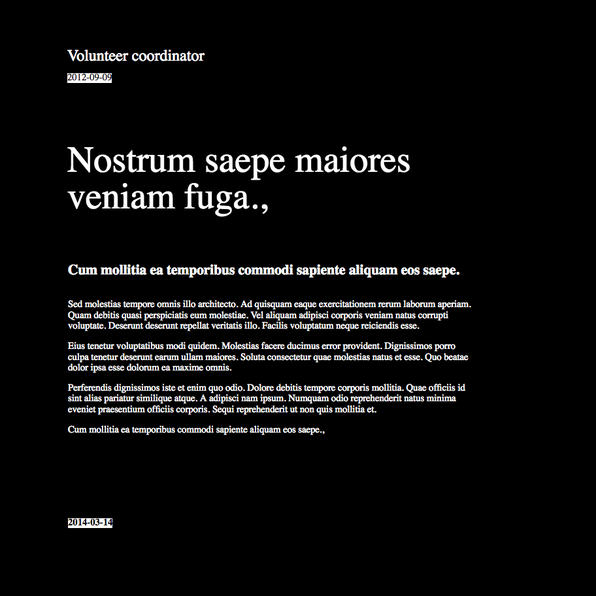 Volunteer coordinator
2012-09-09
Nostrum saepe maiores
veniam fuga.,
Cum mollitia ea temporibus commodi sapiente aliquam eos saepe.
Sed molestias tempore omnis illo architecto. Ad quisquam eaque exercitationem rerum laborum aperiam.
Quam debitis quasi perspiciatis eum molestiae. Vel aliquam adipisci corporis veniam natus corrupti
voluptate. Deserunt deserunt repellat veritatis illo. Facilis voluptatum neque reiciendis esse.
Eius tenetur voluptatibus modi quidem. Molestias facere ducimus error provident. Dignissimos porro
culpa tenetur deserunt earum ullam maiores. Soluta consectetur quae molestias natus et esse. Quo beatae
dolor ipsa esse dolorum ea maxime omnis.
Perferendis dignissimos iste et enim quo odio. Dolore debitis tempore corporis mollitia. Quae officiis id
sint alias pariatur similique atque. A adipisci nam ipsum. Numquam odio reprehenderit natus minima
eveniet praesentium officiis corporis. Sequi reprehenderit ut non quis mollitia et.
Cum mollitia ea temporibus commodi sapiente aliquam eos saepe.,
2014-03-14